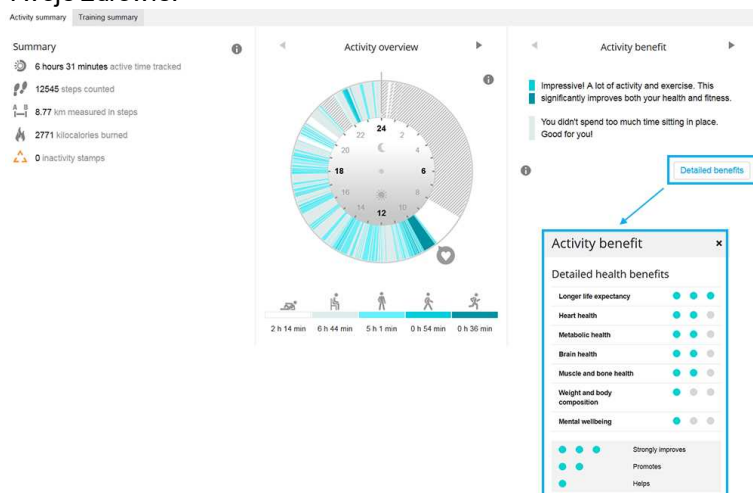 Activity summary Training summary
Summary
6 hours 31 minutes active time tracked
12545 steps counted
A B
8.77 km measured in steps
2771 kilocalories burned
0 inactivity stamps
Activity overview
24
22 2
20 4
18 6
16 8
14 10
12
2 h 14 min 6 h 44 min 5 h 1 min 0 h 54 min 0 h 36 min
Activity benefit
Impressive! A lot of activity and exercise. This
significantly improves both your health and fitness.
You didn't spend too much time sitting in place.
Good for you!
Detailed benefits
Activity benefit ×
Detailed health benefits
Longer life expectancy
Heart health
Metabolic health
Brain health
Muscle and bone health
Weight and body
composition
Mental wellbeing
Strongly improves
Promotes
Helps